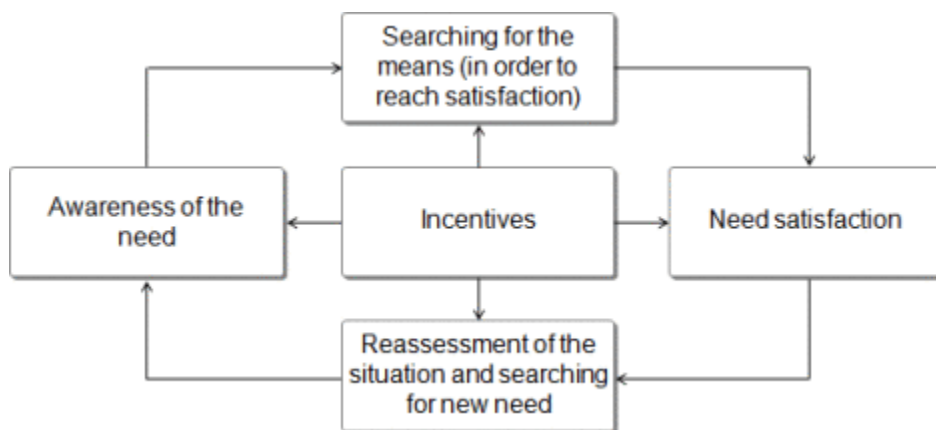 Searching for the
means (in order to
reach satisfaction)
Awareness of the
need
Incentives
Need satisfaction
Reassessment of the
situation and searching
for new need